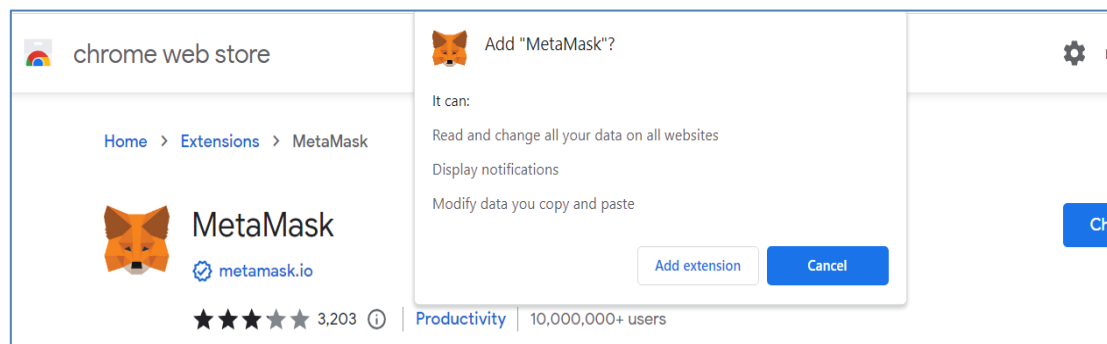 chrome web store
Add "MetaMask"?
It can:
Read and change all your data on all websites
Display notifications
Modify data you copy and paste
Add extension
Cancel
Home > Extensions > MetaMask
MetaMask
metamask.io
3,203
Productivity
10,000,000+ users